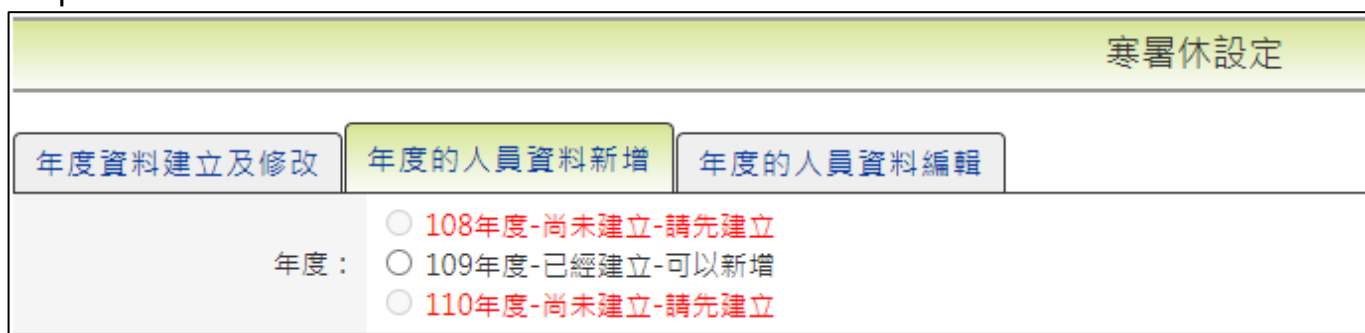 寒暑休設定
年度資料建立及修改 年度的人員資料新增 年度的人員資料編輯
108年度-尚未建立-請先建立
年度： 109年度-已經建立-可以新增
110年度-尚未建立-請先建立